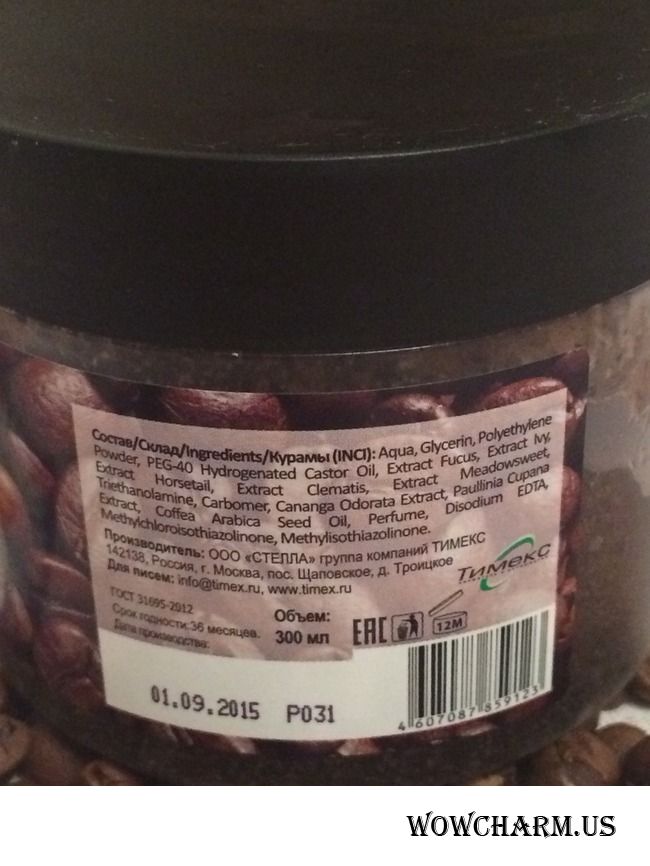 Состав/Склад/Ingredients/Курамы (INCI): Aqua, Glycerin, Polyethylene
Powder, PEG-40 Hydrogenated Castor Oil, Extract Fucus, Extract Ivy,
Extract Horsetail, Extract Clematis, Extract Meadowsweet,
Triethanolamine, Carbomer, Cananga Odorata Extract, Paullinia Cupana
Extract, Coffea Arabica Seed Oil, Perfume, Disodium EDTA,
Methylchloroisothiazolinone, Methylisothiazolinone.
Производитель: ООО «СТЕЛЛА» группа компаний ТИМЕКС
142138, Россия, г. Москва, пос. Щаповское, д. Троицкое
Для писем: info@timex.ru, www.timex.ru
Тимекс
ГОСТ 31695-2012
Срок годности: 36 месяцев.
Дата производства:
Объем:
300 мл
EAC
12M
01.09.2015 P031
4 607087 859123
WOWCHARM.US